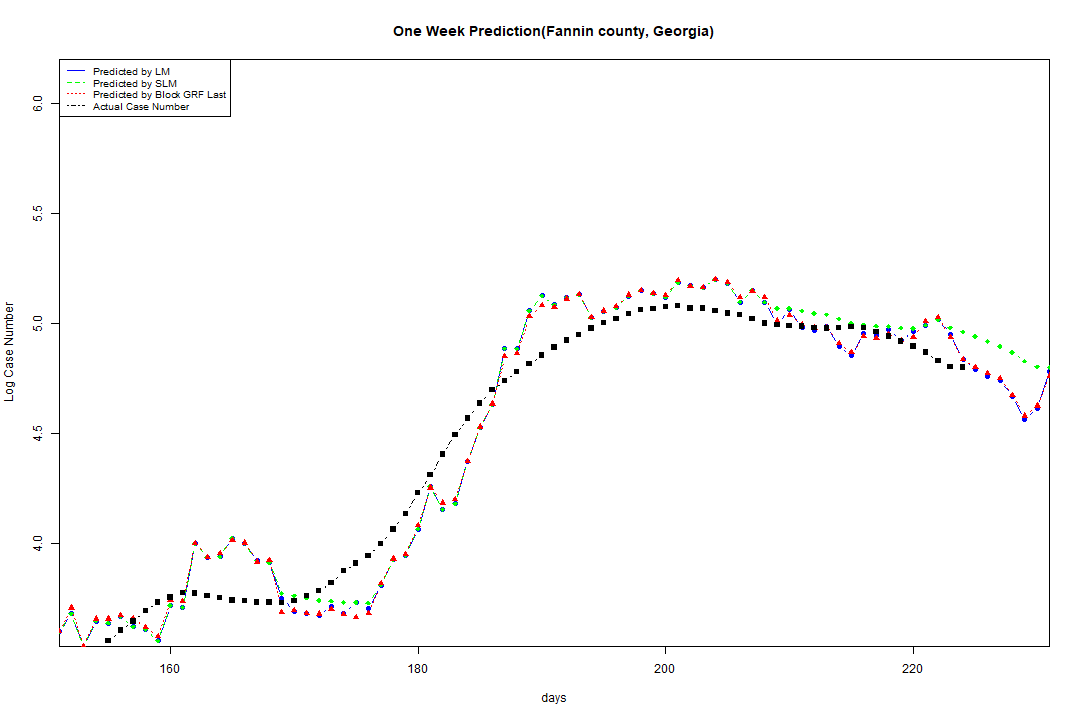 One Week Prediction(Fannin county, Georgia)
Predicted by LM
Predicted by SLM
Predicted by Block GRF Last
Actual Case Number
6.0
5.5
5.0
4.5
4.0
Log Case Number
160
180
200
220
days